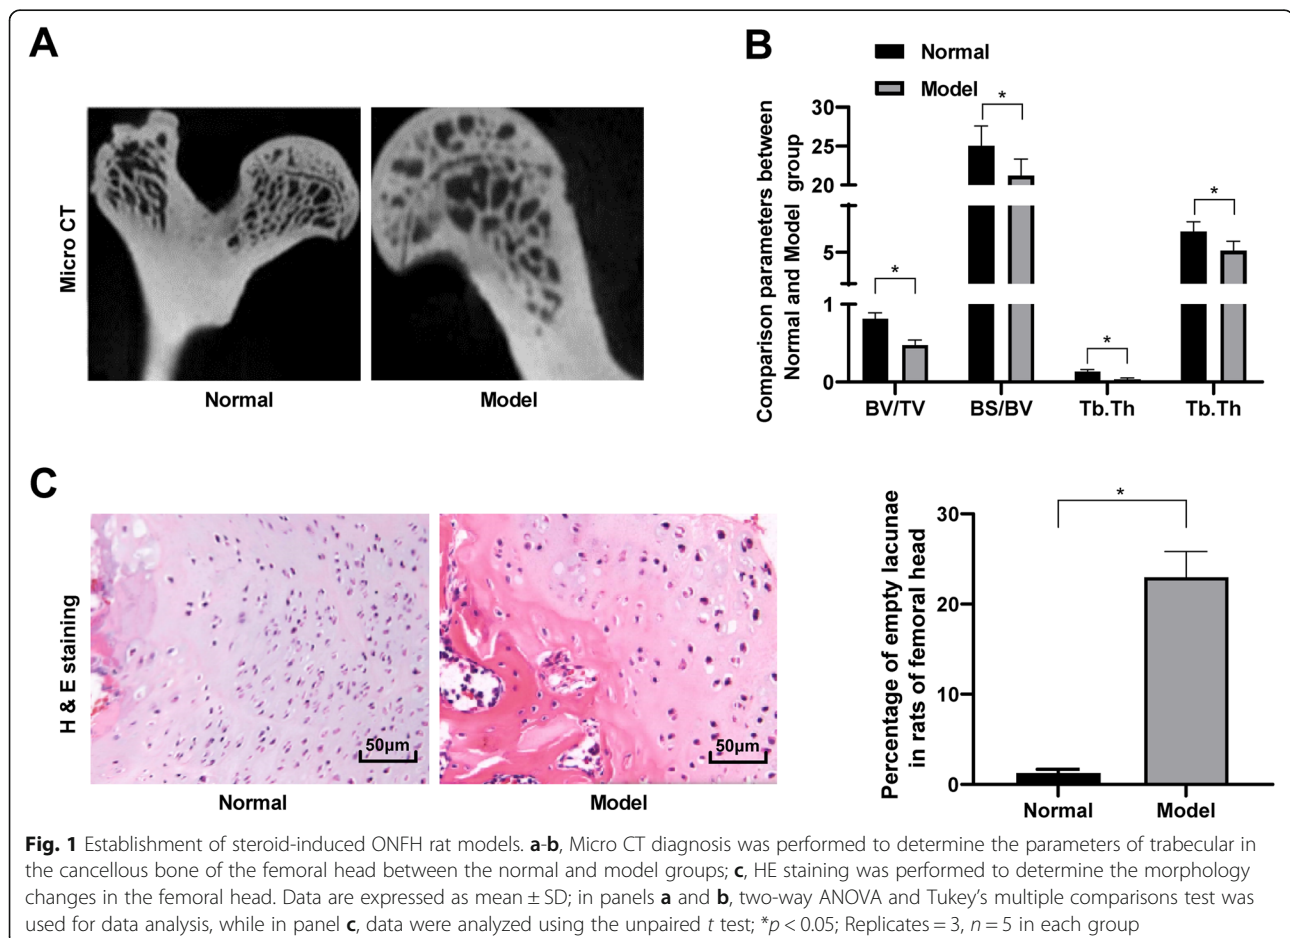 A
Micro CT
Normal
Model
B
Normal
Model
Comparison parameters between
Normal and Model group
30
25
20
5
1
0
*
*
*
*
BV/TV
BS/BV
Tb.Th
Tb.Th
C
H & E staining
50μm
50μm
Normal
Model
Percentage of empty lacunae
in rats of femoral head
30
20
10
0
*
Normal
Model
Fig. 1 Establishment of steroid-induced ONFH rat models. a-b, Micro CT diagnosis was performed to determine the parameters of trabecular in
the cancellous bone of the femoral head between the normal and model groups; c, HE staining was performed to determine the morphology
changes in the femoral head. Data are expressed as mean ± SD; in panels a and b, two-way ANOVA and Tukey's multiple comparisons test was
used for data analysis, while in panel c, data were analyzed using the unpaired t test; *p < 0.05; Replicates = 3, n = 5 in each group